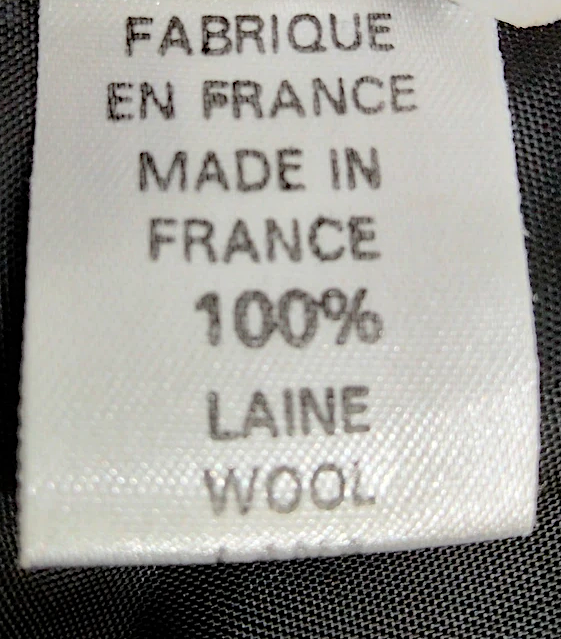 FABRIQUE
EN FRANCE
MADE IN
FRANCE
100%
LAINE
WOOL